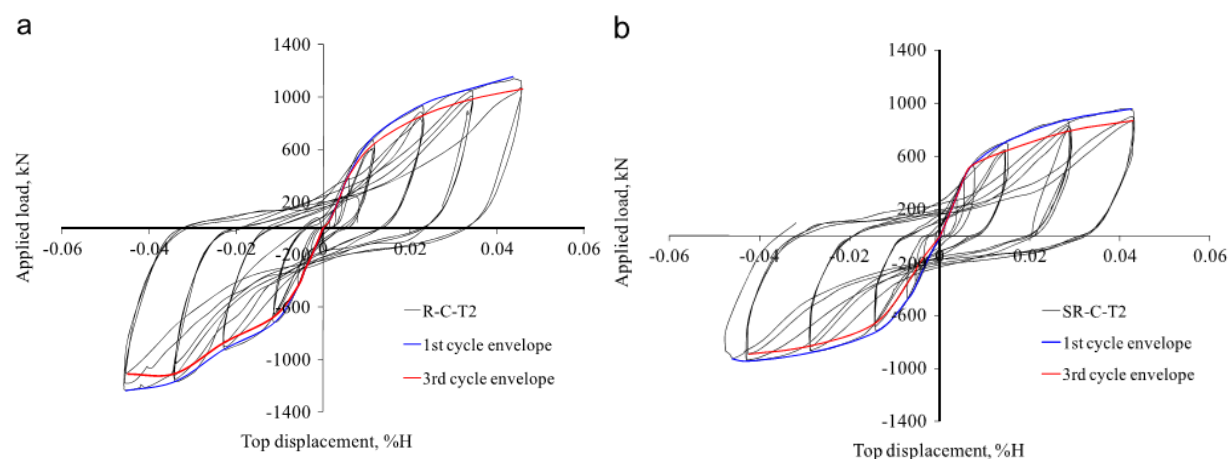 a
1400
1000
600
200
-0.06 -0.04 -0.02 0 0.02 0.04 0.06
-200
-600
-1000
-1400
Applied load, kN
Top displacement, %H
R-C-T2
1st cycle envelope
3rd cycle envelope
b
1400
1000
600
200
-0.06 -0.04 -0.02 0 0.02 0.04 0.06
-200
-600
-1000
-1400
Applied load, kN
Top displacement, %H
SR-C-T2
1st cycle envelope
3rd cycle envelope